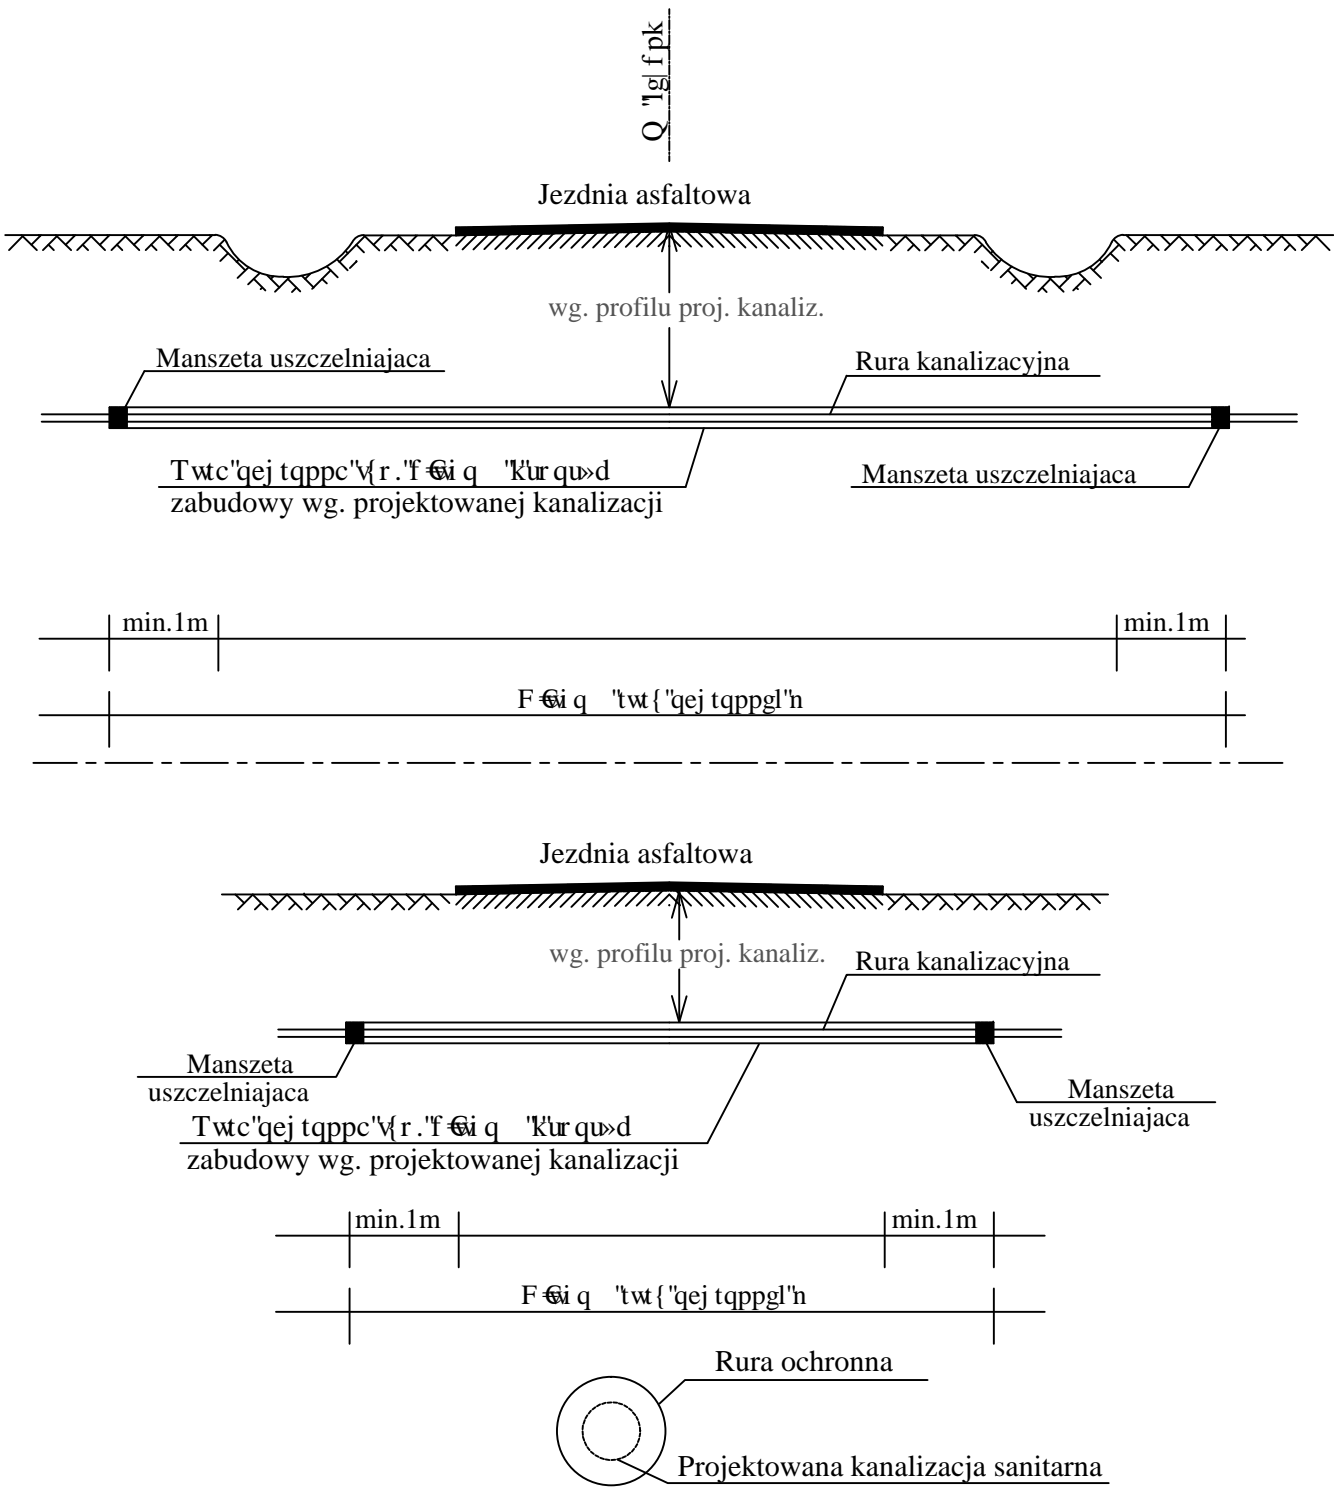 Q "lg|fpk
Jezdnia asfaltowa
wg. profilu proj. kanaliz.
Manszeta uszczelniajaca
Rura kanalizacyjna
Manszeta uszczelniajaca
zabudowy wg. projektowanej kanalizacji
min.1m
min.1m
Jezdnia asfaltowa
wg. profilu proj. kanaliz.
Rura kanalizacyjna
Manszeta
uszczelniajaca
Manszeta
uszczelniajaca
zabudowy wg. projektowanej kanalizacji
min.1m
min.1m
Rura ochronna
Projektowana kanalizacja sanitarna